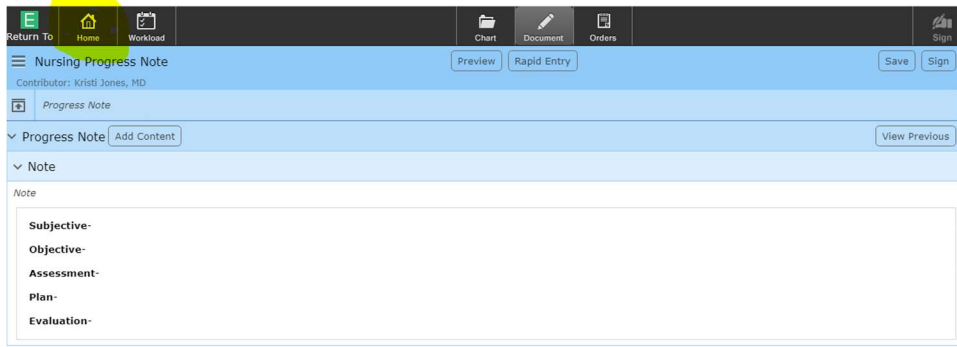 E
Return To Home Workload Chart Document Orders Sign
Nursing Progress Note Preview Rapid Entry Save Sign
Contributor: Kristi Jones, MD
Progress Note
Progress Note Add Content View Previous
Note
Note
Subjective-
Objective-
Assessment-
Plan-
Evaluation-